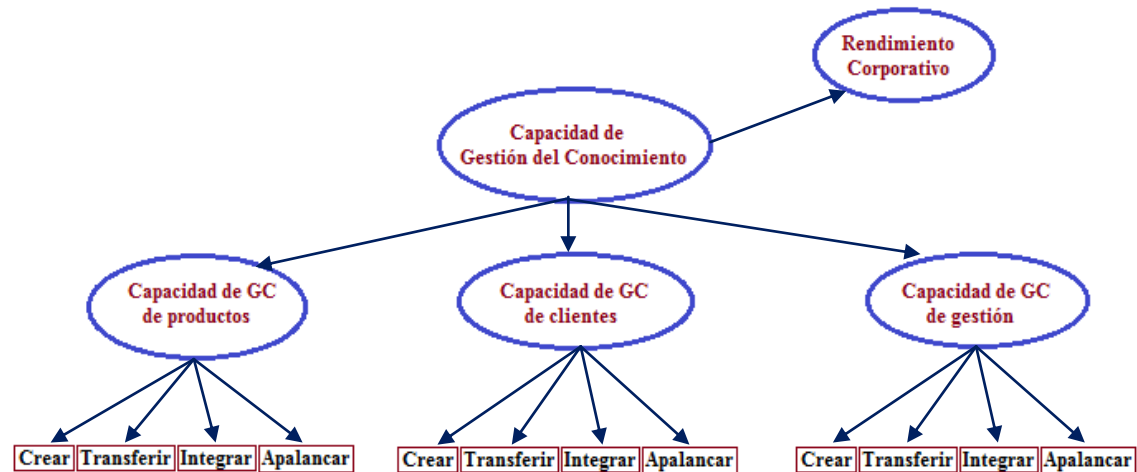 Rendimiento
Corporativo
Capacidad de
Gestión del Conocimiento
Capacidad de GC
de productos
Capacidad de GC
de clientes
Capacidad de GC
de gestión
Crear Transferir Integrar Apalancar
Crear Transferir Integrar Apalancar
Crear Transferir Integrar Apalancar